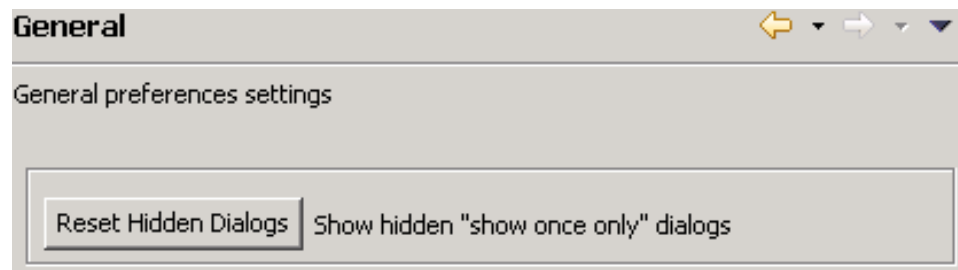 General
General preferences settings
Reset Hidden Dialogs Show hidden "show once only" dialogs